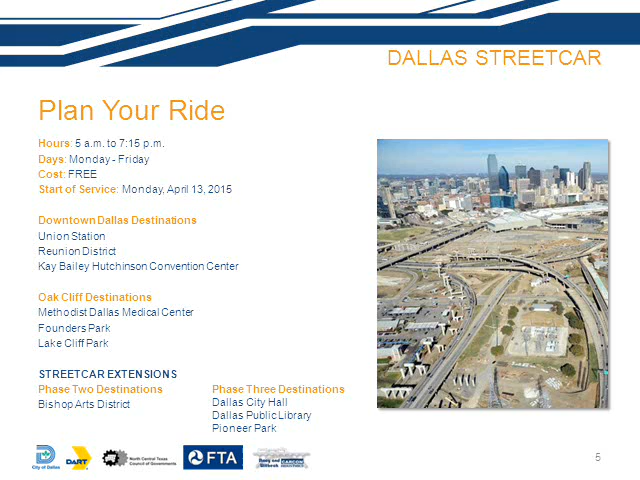 DALLAS STREETCAR
Plan Your Ride
Hours: 5 a.m. to 7:15 p.m.
Days: Monday - Friday
Cost: FREE
Start of Service: Monday, April 13, 2015
Downtown Dallas Destinations
Union Station
Reunion District
Kay Bailey Hutchinson Convention Center
Oak Cliff Destinations
Methodist Dallas Medical Center
Founders Park
Lake Cliff Park
STREETCAR EXTENSIONS
Phase Two Destinations
Bishop Arts District
Phase Three Destinations
Dallas City Hall
Dallas Public Library
Pioneer Park
City of Dallas
DART
North Central Texas
Council of Governments
FTA
5